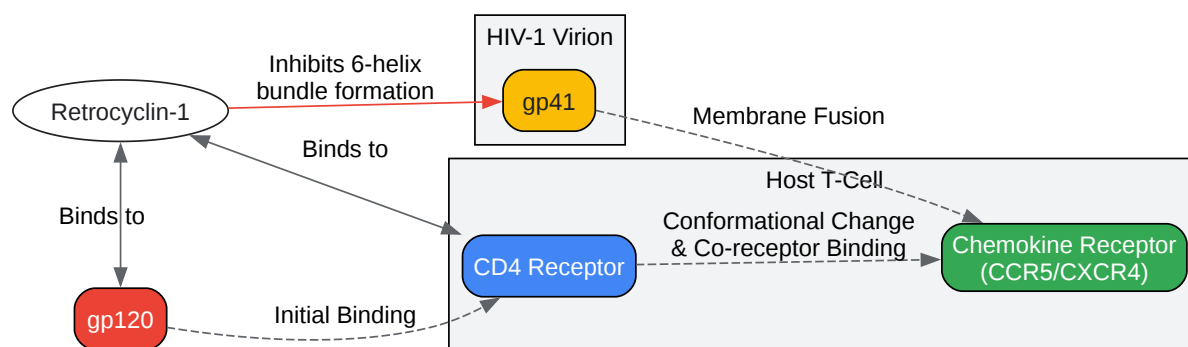 HIV-1 Virion
Inhibits 6-helix
bundle formation
Retrocyclin-1
gp41
Membrane Fusion
Binds to
Host T-Cell
Binds to
Conformational Change
& Co-receptor Binding
CD4 Receptor
Chemokine Receptor
(CCR5/CXCR4)
gp120
Initial Binding